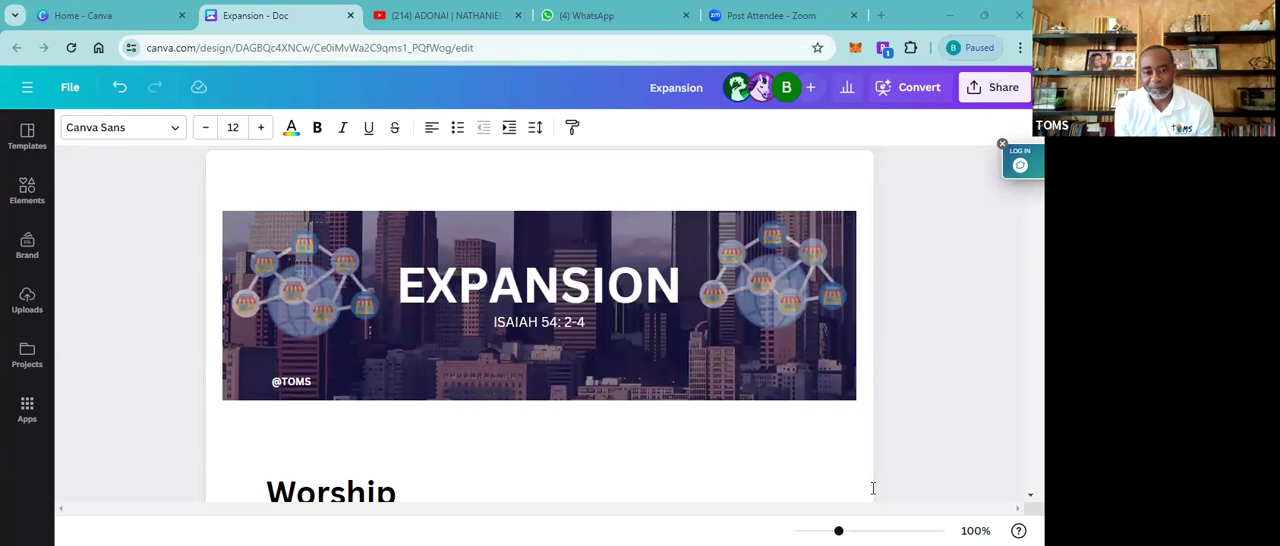 Home - Canva
Expansion - Doc
(214) ADONAI | NATHANIEL
(4) WhatsApp
Post Attendee - Zoom
canva.com/design/DAGBQc4XNCw/Ce0iMvWa2C9qms1_PQfWog/edit
1
B
Paused
File
Expansion
B
Convert
Share
TOMS
TOMS
Canva Sans
12
B I U S
LOG IN
Templates
Elements
Brand
Uploads
Projects
Apps
EXPANSION
ISAIAH 54: 2-4
@TOMS
Worship
100%